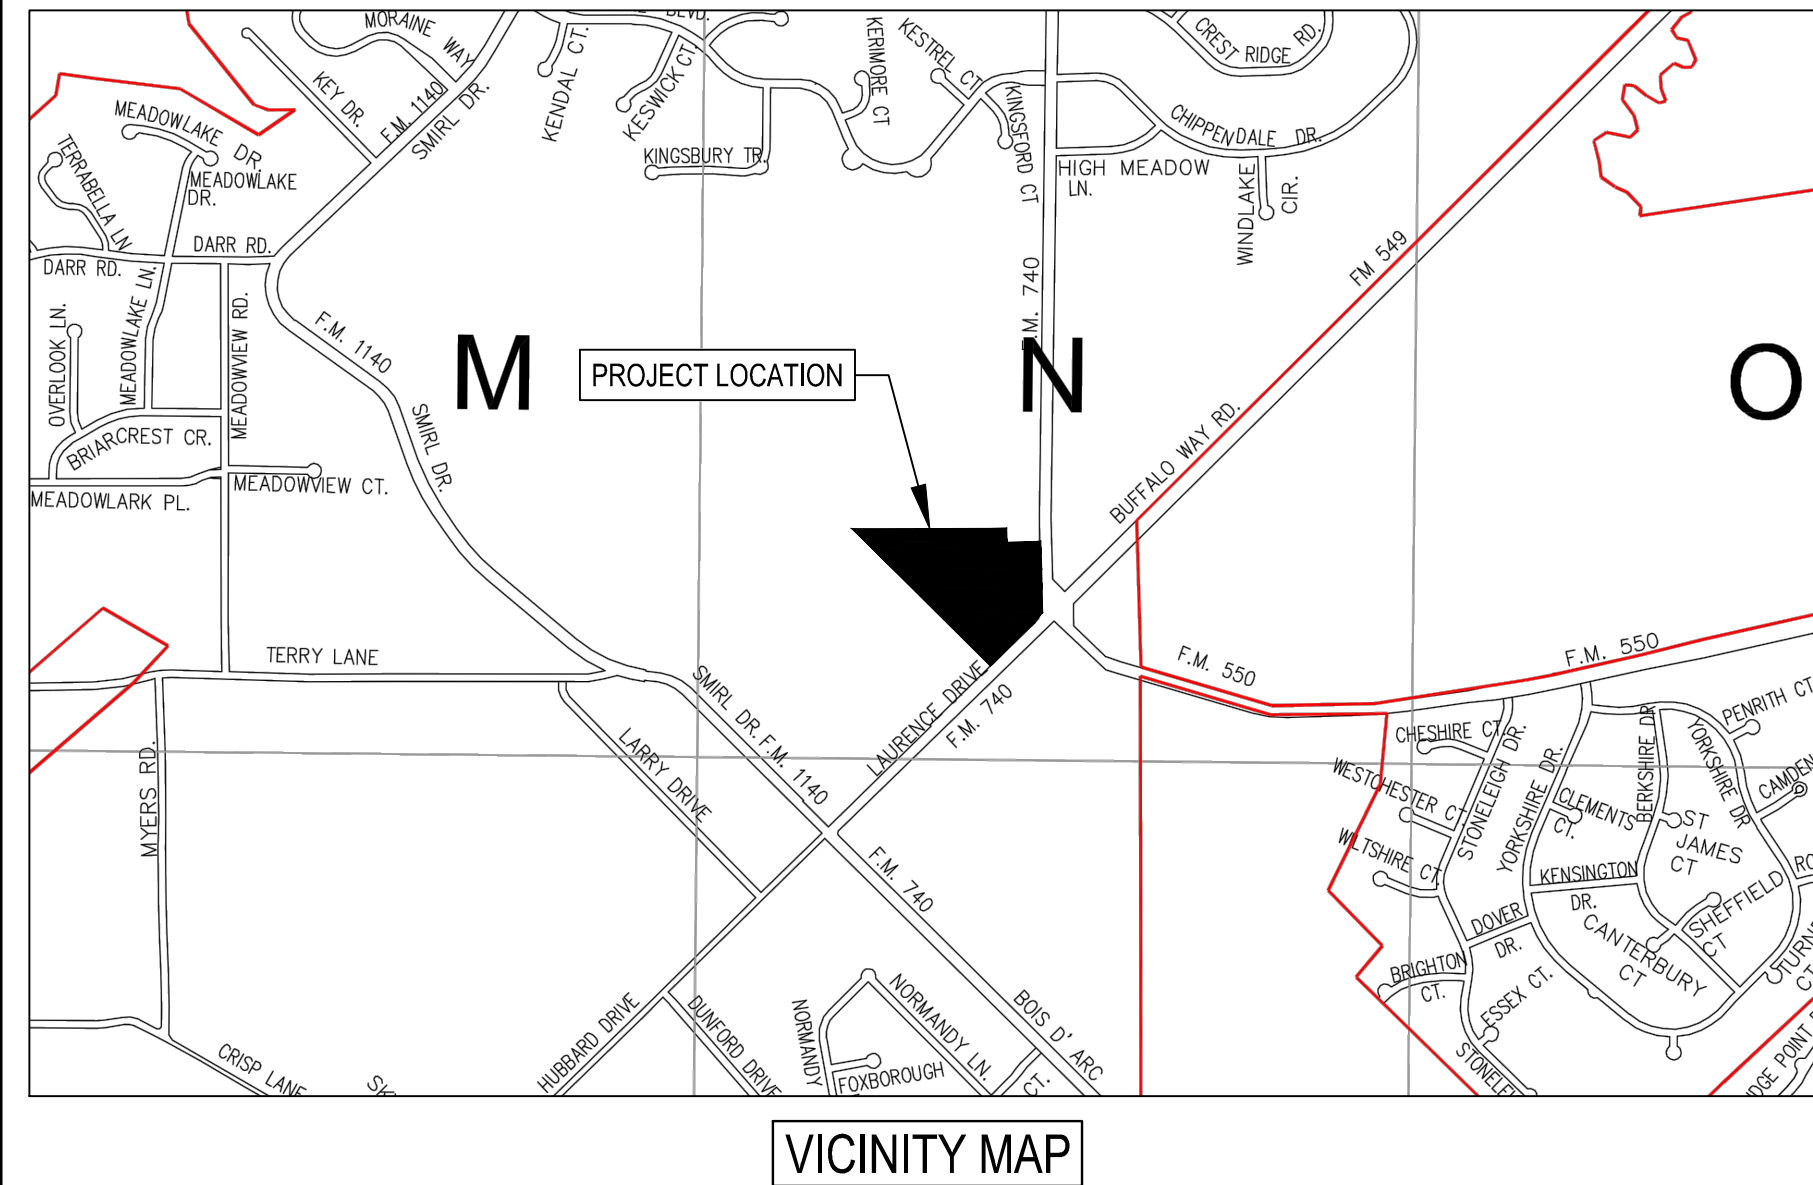 MORAINE WAY
BLVD.
KENDAL CT.
KESWICK CT.
KERIMORE CT
KESTREL CT
CREST RIDGE RD.
KEY DR.
F.M. 1140
SMIRL DR.
KINGSFORD CT
CHIPPENDALE DR.
MEADOWLAKE DR.
TERRABELLA LN
MEADOWLAKE
DR.
KINGSBURY TR.
HIGH MEADOW
LN.
WINDLAKE
CIR.
DARR RD.
DARR RD.
FM 549
F.M. 740
OVERLOOK LN.
MEADOWLAKE LN.
MEADOWVIEW RD.
F.M. 1140
M
N
O
PROJECT LOCATION
SMIRL DR.
BUFFALO WAY RD.
BRIARCREST CR.
MEADOWVIEW CT.
MEADOWLARK PL.
TERRY LANE
F.M. 550
F.M. 550
SMIRL DR. F.M. 1140
LAURENCE DRIVE
F.M. 740
PENRITH CT
CHESHIRE CT.
STONELEIGH DR.
YORKSHIRE DR.
BERKSHIRE DR
YORKSHIRE DR
CAMDEN
MYERS RD.
LARRY DRIVE
WESTCHESTER CT.
CLEMENTS
CT.
ST
JAMES
CT
WILTSHIRE CT
F.M. 740
KENSINGTON
DR.
SHEFFIELD
CT
DOVER
DR.
CANTERBURY
CT
BRIGHTON
CT.
ESSEX CT.
HUBBARD DRIVE
DUNFORD DRIVE
NORMANDY
NORMANDY LN.
BOIS D' ARC
CT.
FOXBOROUGH
CRISP LANE
VICINITY MAP